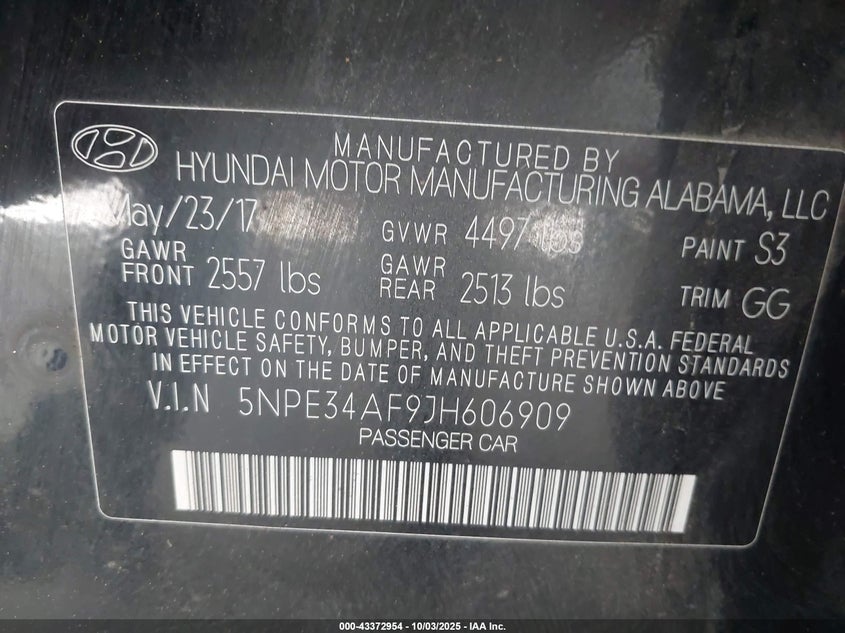 MANUFACTURED BY
HYUNDAI MOTOR MANUFACTURING ALABAMA, LLC
May/23/17 GVWR 4497 lbs PAINT S3
GAWR FRONT 2557 lbs GAWR REAR 2513 lbs TRIM GG
THIS VEHICLE CONFORMS TO ALL APPLICABLE U.S.A. FEDERAL
MOTOR VEHICLE SAFETY, BUMPER, AND THEFT PREVENTION STANDARDS
IN EFFECT ON THE DATE OF MANUFACTURE SHOWN ABOVE
V.I.N 5NPE34AF9JH606909
PASSENGER CAR
000-43372954 - 10/03/2025 - IAA Inc.